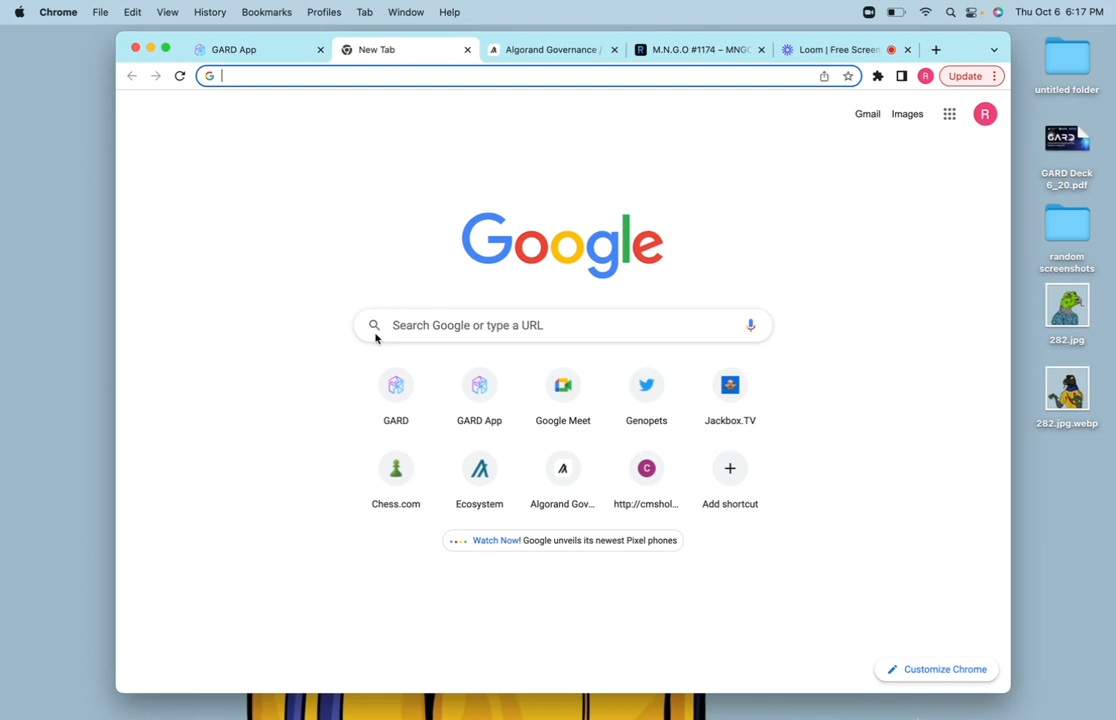 Chrome File Edit View History Bookmarks Profiles Tab Window Help Thu Oct 6 6:17 PM
GARD App New Tab Algorand Governance / M.N.G.O #1174 – MNGO Loom | Free Screen
Update
R
Gmail Images R
Google
Search Google or type a URL
GARD GARD App Google Meet Genopets Jackbox.TV
C
Chess.com Ecosystem Algorand Gov... http://cmshol... Add shortcut
Watch Now! Google unveils its newest Pixel phones
Customize Chrome
untitled folder
GARD
GARD Deck
6_20.pdf
random
screenshots
282.jpg
282.jpg.webp